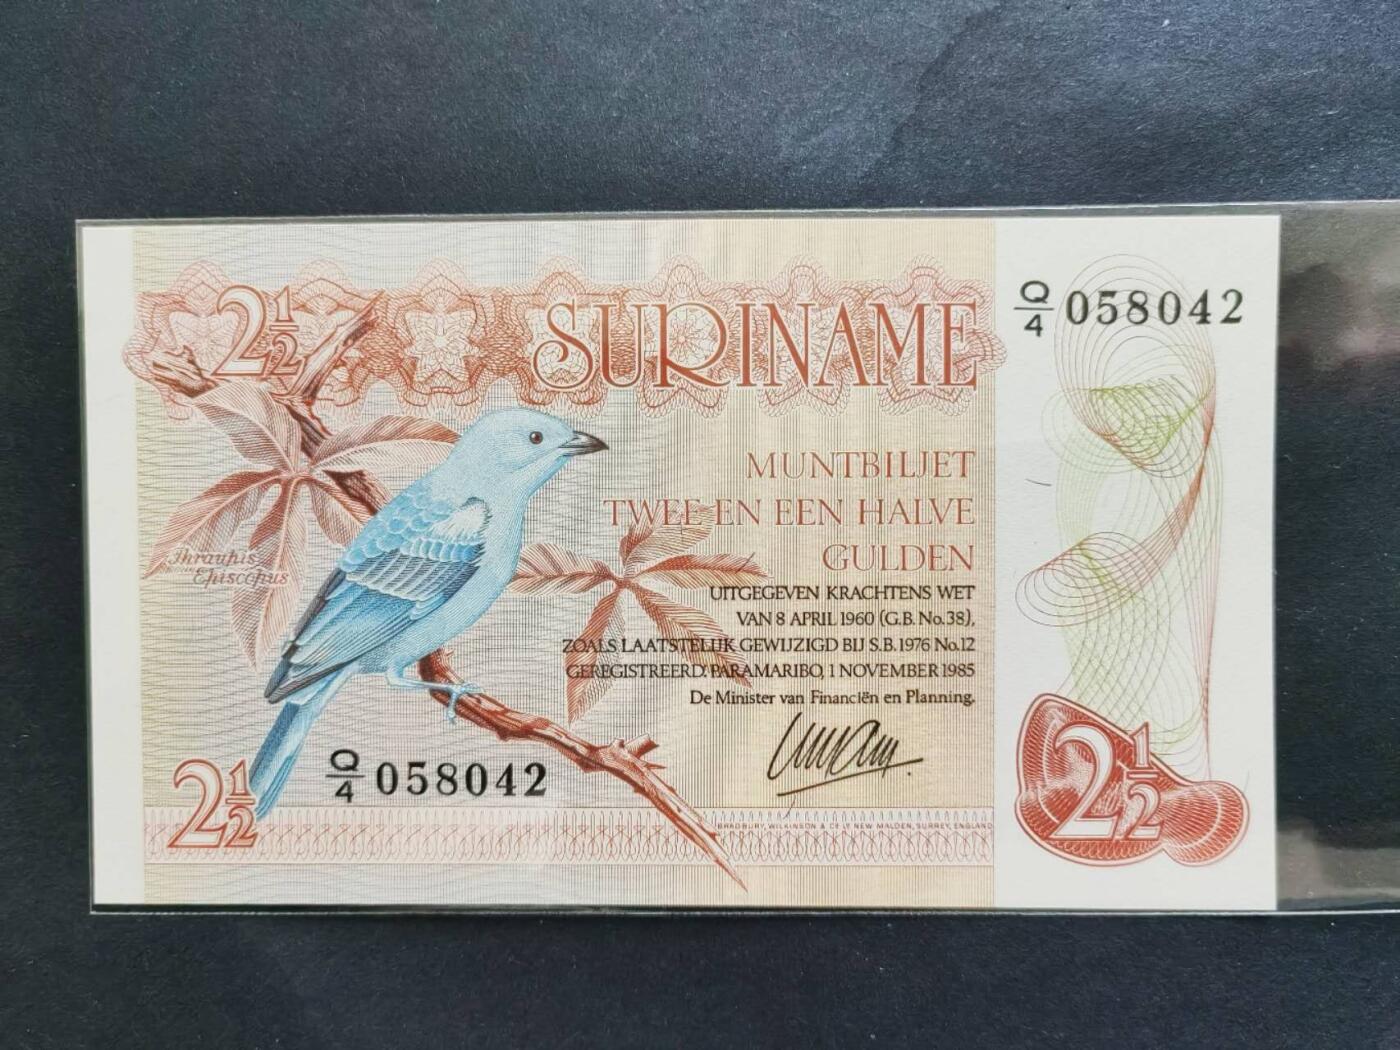 2½
SURINAME
Q/4 058042
MUNTBILJET
TWEE EN EEN HALVE
GULDEN
Thraupis
Episcopus
UITGEGEVEN KRACHTENS WET
VAN 8 APRIL 1960 (G.B. No.38),
ZOALS LAATSTELIJK GEWIJZIGD BIJ S.B. 1976 No.12
GEREGISTREERD: PARAMARIBO, 1 NOVEMBER 1985
De Minister van Financiën en Planning,
2½
Q/4 058042
2½
BRADBURY, WILKINSON & Cº Lᴰ NEW MALDEN, SURREY, ENGLAND